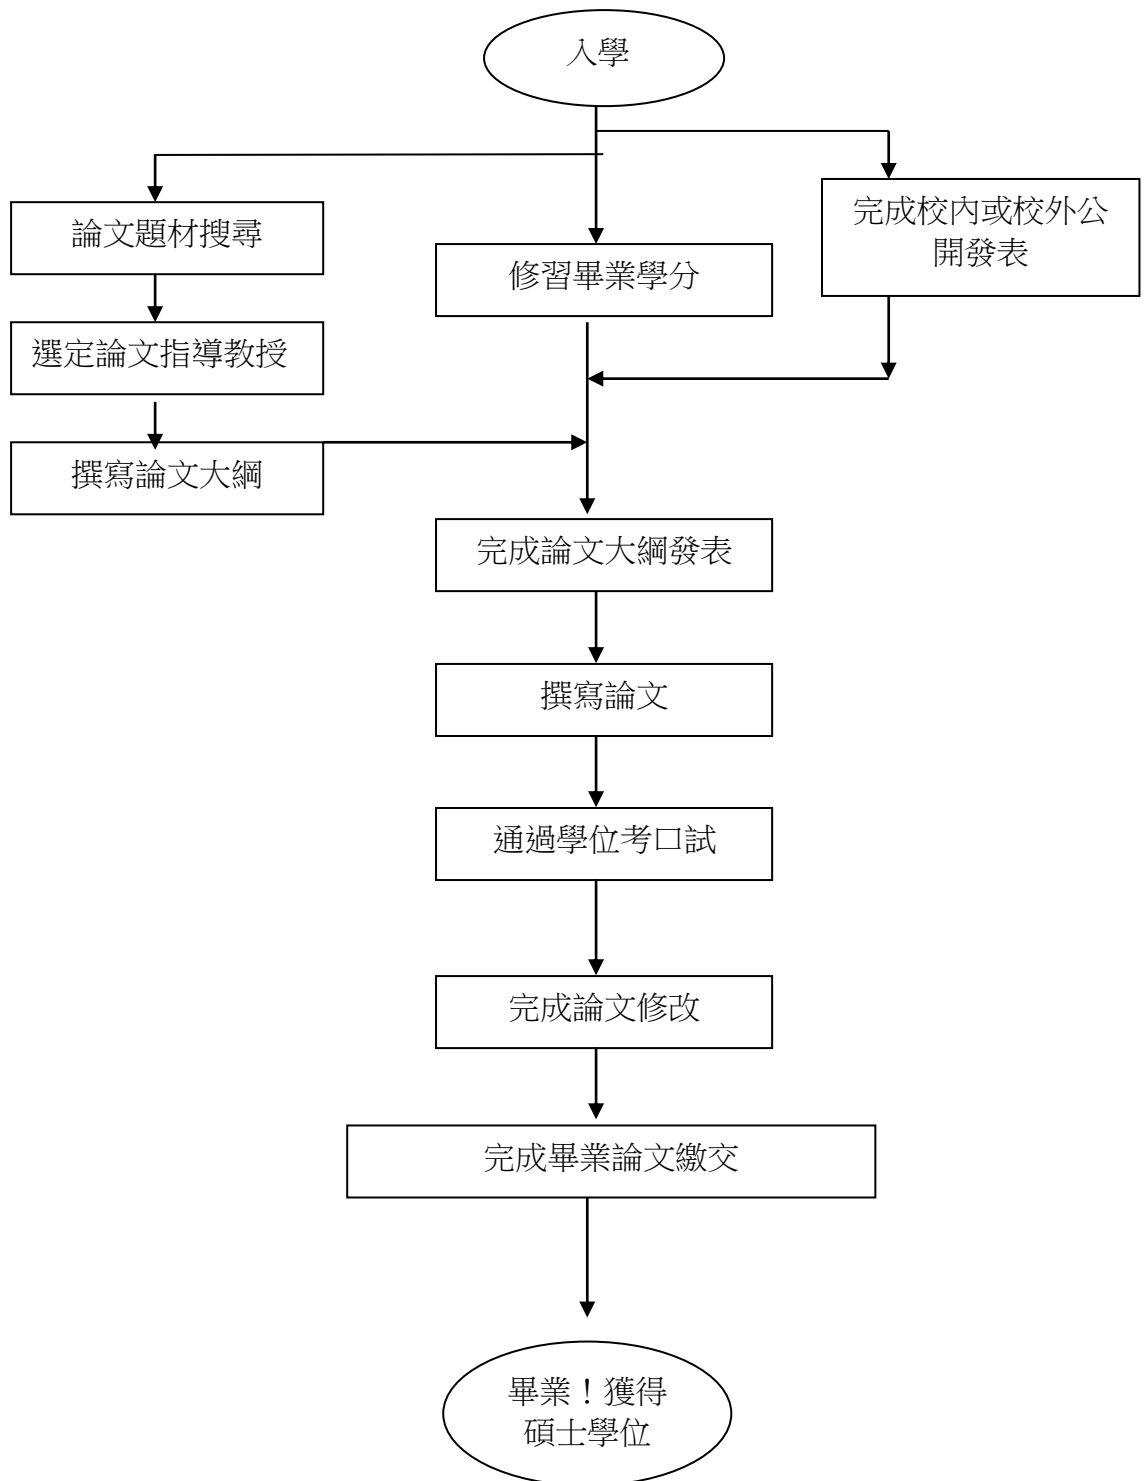 入學
論文題材搜尋
修習畢業學分
完成校內或校外公
開發表
選定論文指導教授
撰寫論文大綱
完成論文大綱發表
撰寫論文
通過學位考口試
完成論文修改
完成畢業論文繳交
畢業！獲得
碩士學位